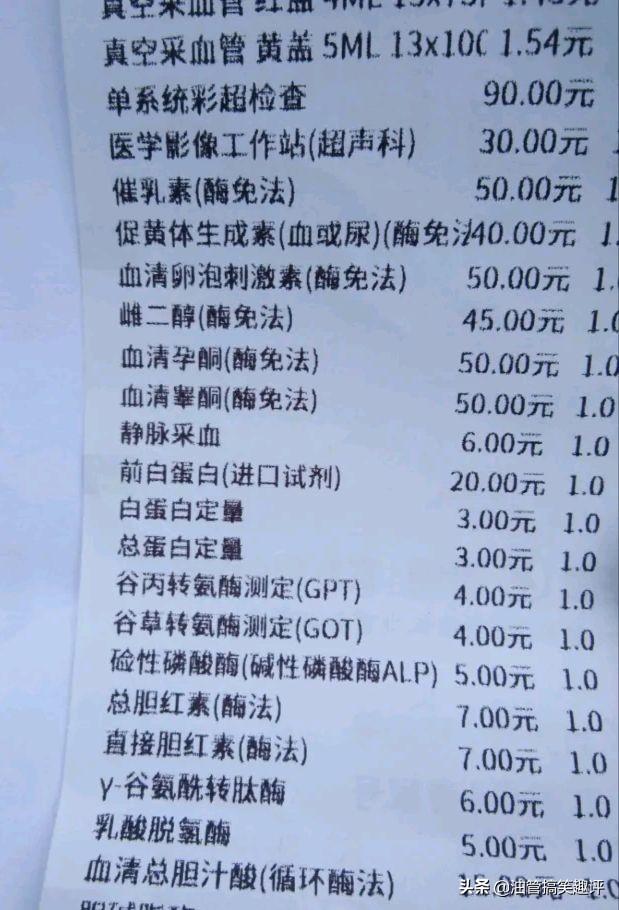 真空采血管 红盖 4ML
真空采血管 黄盖 5ML 13x10 1.54元
单系统彩超检查 90.00元
医学影像工作站(超声科) 30.00元
催乳素(酶免法) 50.00元 1
促黄体生成素(血或尿)(酶免法 40.00元 1.
血清卵泡刺激素(酶免法) 50.00元 1.
雌二醇(酶免法) 45.00元 1.0
血清孕酮(酶免法) 50.00元 1.0
血清睾酮(酶免法) 50.00元 1.0
静脉采血 6.00元 1.0
前白蛋白(进口试剂) 20.00元 1.0
白蛋白定量 3.00元 1.0
总蛋白定量 3.00元 1.0
谷丙转氨酶测定(GPT) 4.00元 1.0
谷草转氨酶测定(GOT) 4.00元 1.0
硷性磷酸酶(碱性磷酸酶ALP) 5.00元 1.0
总胆红素(酶法) 7.00元 1.0
直接胆红素(酶法) 7.00元 1.0
γ-谷氨酰转肽酶 6.00元 1.0
乳酸脱氢酶 5.00元 1.0
血清总胆汁酸(循环酶法)
头条 @油管搞笑趣评